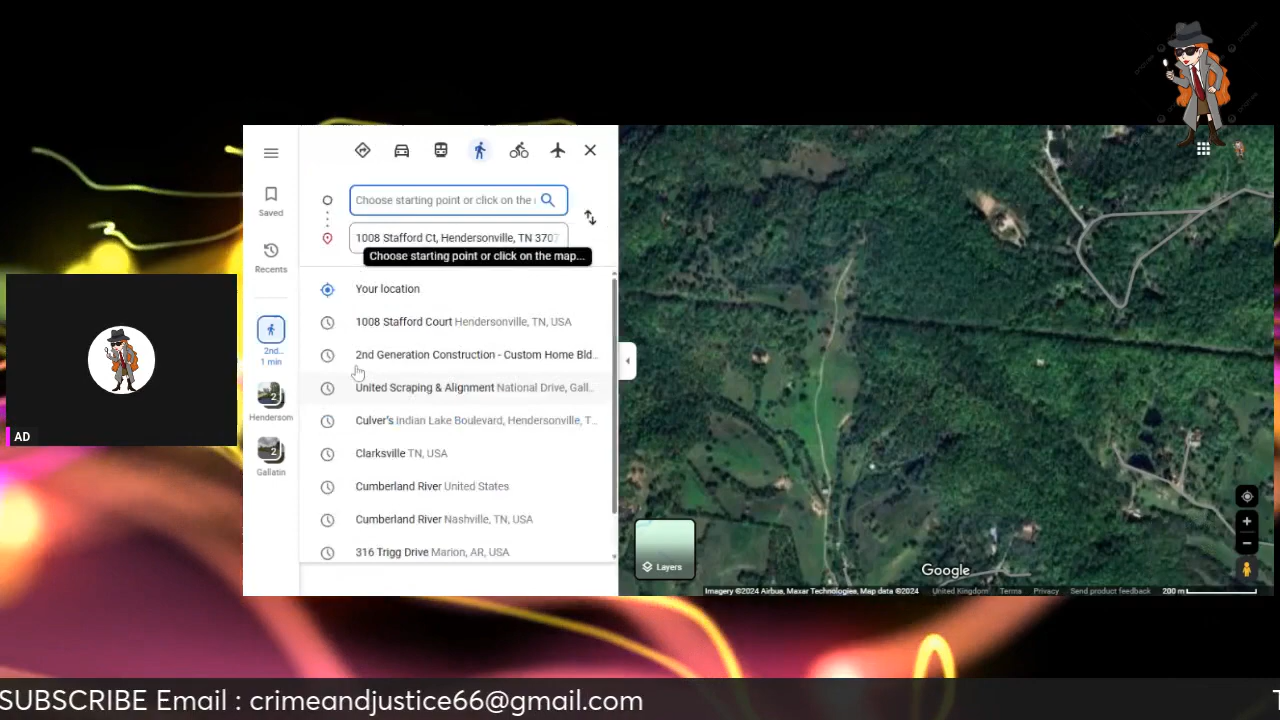 Choose starting point or click on the
1008 Stafford Ct, Hendersonville, TN 3707
Choose starting point or click on the map...
Saved
Recents
2nd...
1 min
2
Henderson
2
Gallatin
Your location
1008 Stafford Court Hendersonville, TN, USA
2nd Generation Construction - Custom Home Bld...
United Scraping & Alignment National Drive, Gall...
Culver's Indian Lake Boulevard, Hendersonville, T...
Clarksville TN, USA
Cumberland River United States
Cumberland River Nashville, TN, USA
316 Trigg Drive Marion, AR, USA
Layers
Google
Imagery ©2024 Airbus, Maxar Technologies, Map data ©2024 United Kingdom Terms Privacy Send product feedback 200 m
AD
SUBSCRIBE Email : crimeandjustice66@gmail.com